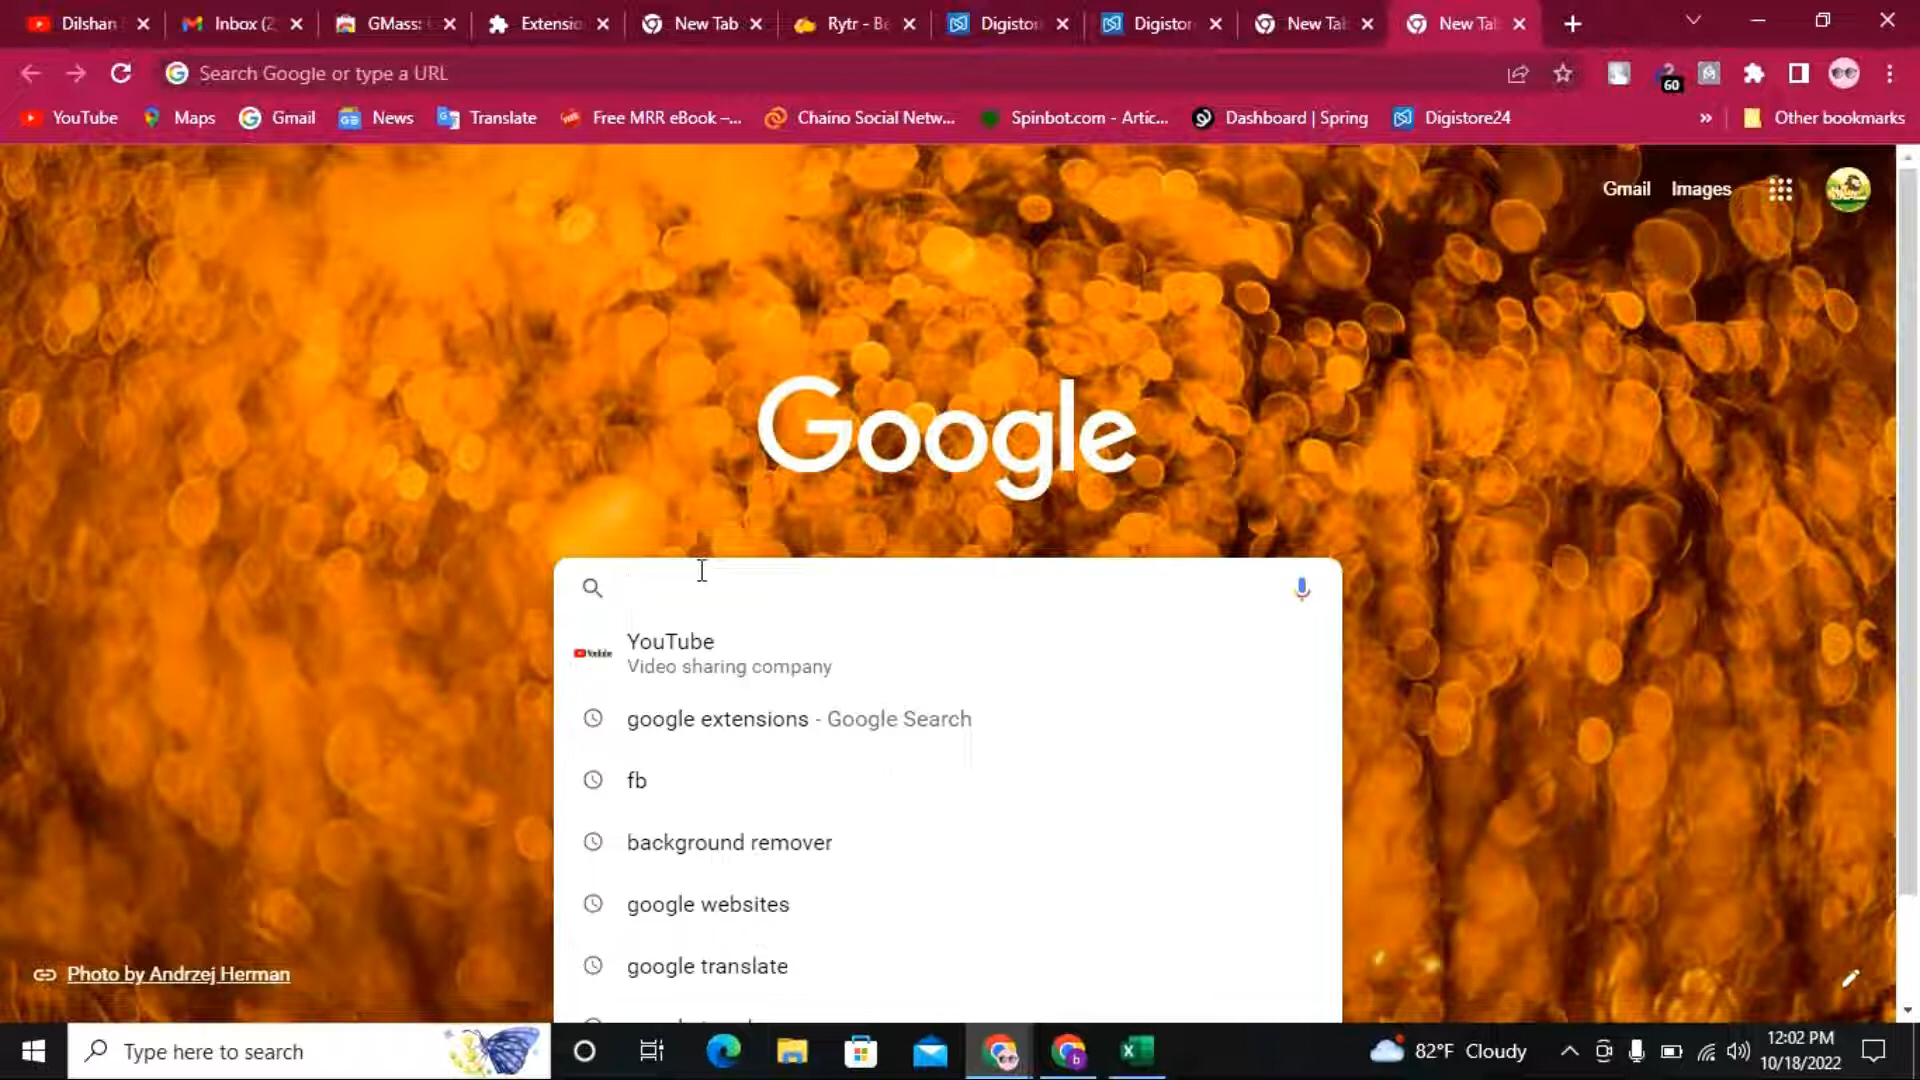 Dilshan
Inbox (2
GMass:
Extensio
New Tab
Rytr - Be
Digistor
Digistor
New Tab
New Tab
Search Google or type a URL
60
YouTube
Maps
Gmail
News
Translate
Free MRR eBook –...
Chaino Social Netw...
Spinbot.com - Artic...
Dashboard | Spring
Digistore24
»
Other bookmarks
Gmail
Images
Google
YouTube
Video sharing company
google extensions - Google Search
fb
background remover
google websites
google translate
Photo by Andrzej Herman
Type here to search
82°F Cloudy
12:02 PM
10/18/2022